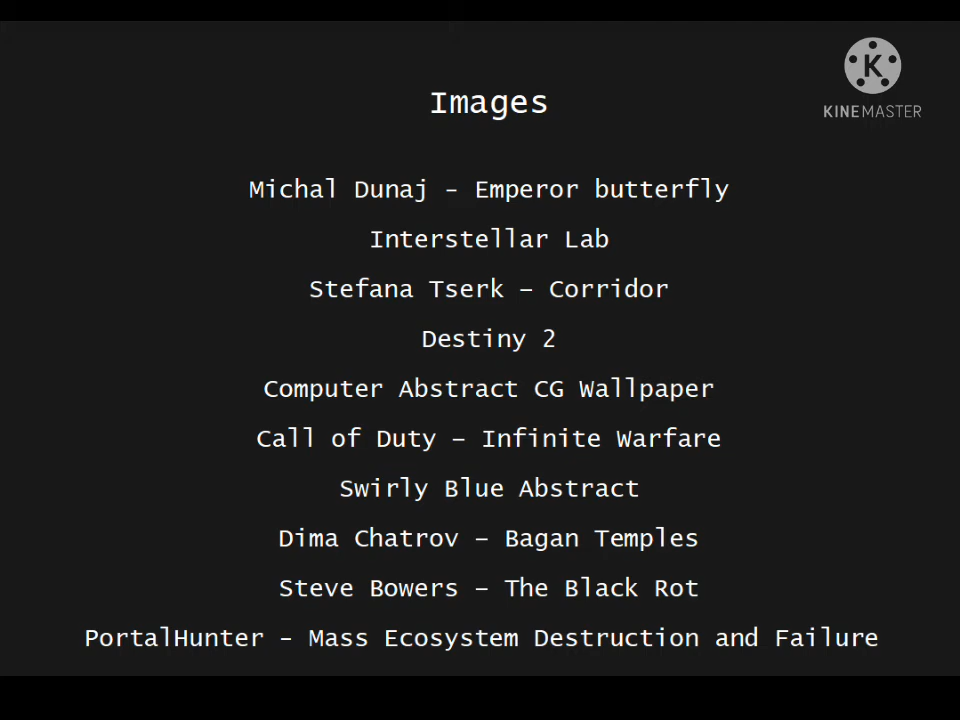 KINEMASTER
Images
Michal Dunaj - Emperor butterfly
Interstellar Lab
Stefana Tserk – Corridor
Destiny 2
Computer Abstract CG Wallpaper
Call of Duty – Infinite Warfare
Swirly Blue Abstract
Dima Chatrov – Bagan Temples
Steve Bowers – The Black Rot
PortalHunter - Mass Ecosystem Destruction and Failure